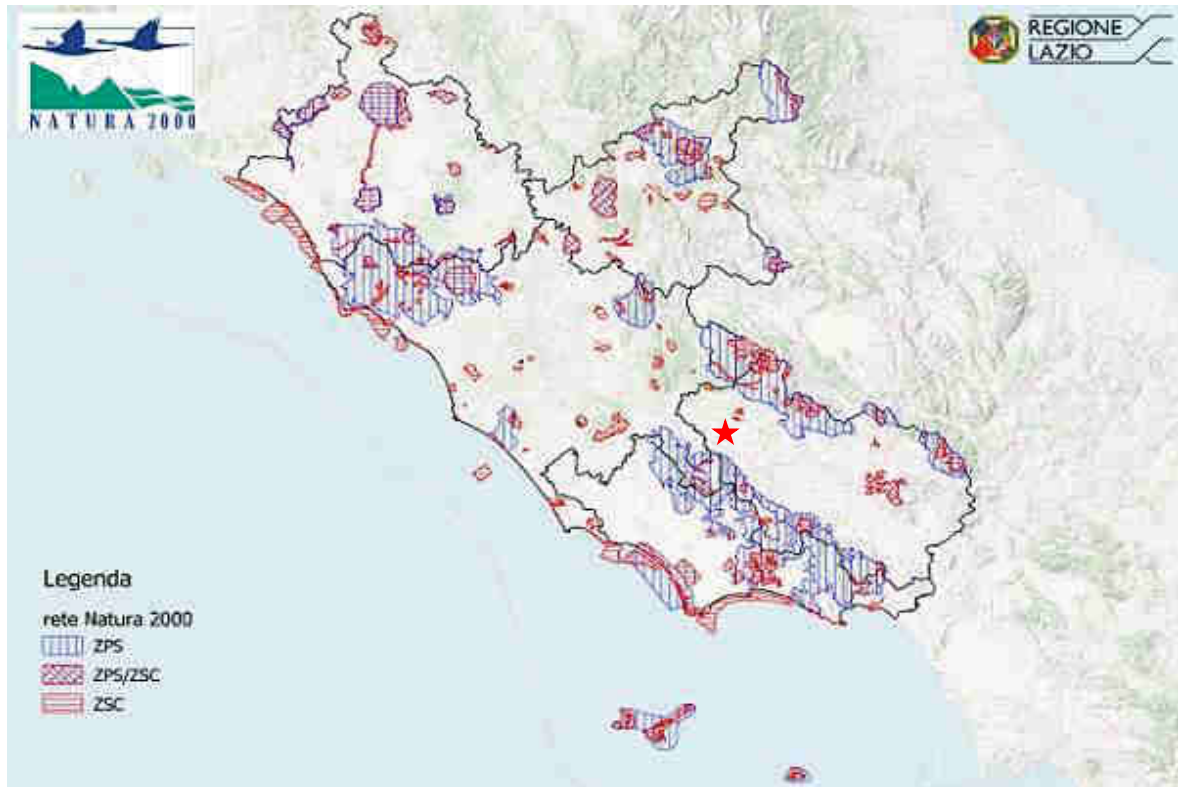 NATURA 2000
REGIONE
LAZIO
Legenda
rete Natura 2000
ZPS
ZPS/ZSC
ZSC